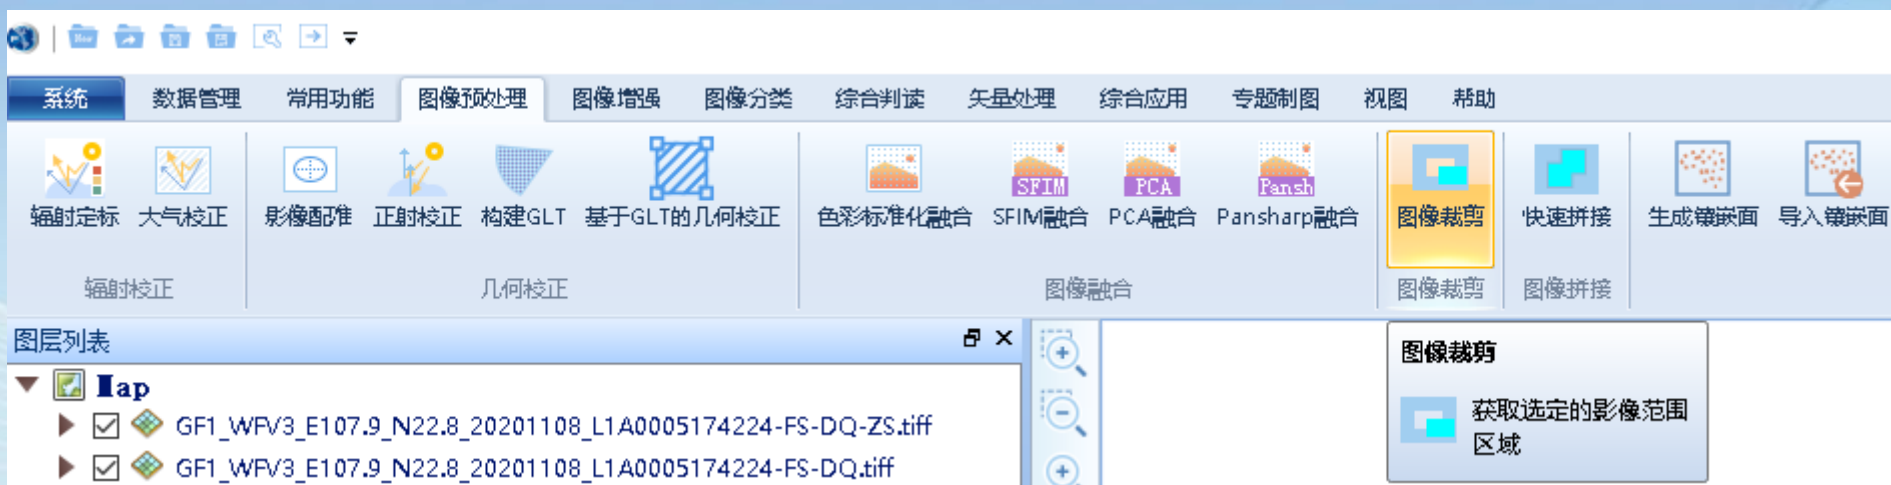 New
系统 数据管理 常用功能 图像预处理 图像增强 图像分类 综合判读 矢量处理 综合应用 专题制图 视图 帮助
SFIM PCA Pansh
辐射定标 大气校正 影像配准 正射校正 构建GLT 基于GLT的几何校正 色彩标准化融合 SFIM融合 PCA融合 Pansharp融合 图像裁剪 快速拼接 生成镶嵌面 导入镶嵌面
辐射校正 几何校正 图像融合 图像裁剪 图像拼接
图层列表
Map
GF1_WFV3_E107.9_N22.8_20201108_L1A0005174224-FS-DQ-ZS.tiff
GF1_WFV3_E107.9_N22.8_20201108_L1A0005174224-FS-DQ.tiff
图像裁剪
获取选定的影像范围
区域